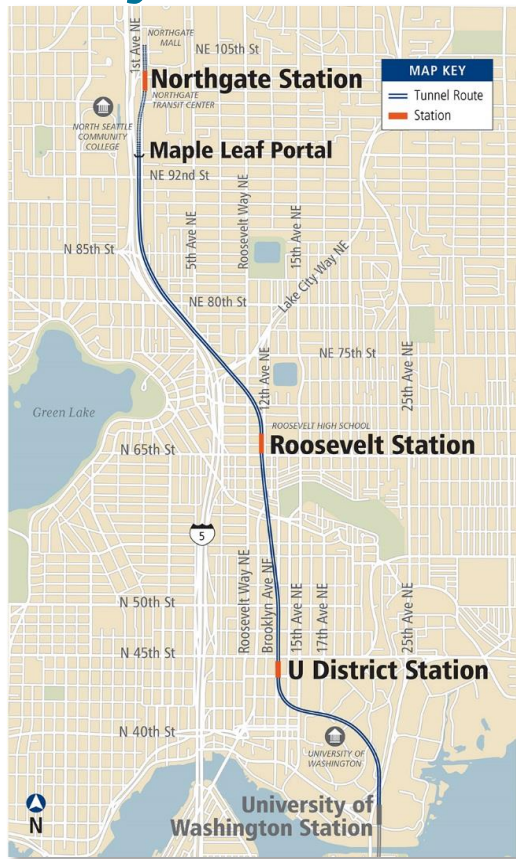 NORTHGATE
MALL
1st Ave NE
NE 105th St
Northgate Station
NORTHGATE
TRANSIT CENTER
MAP KEY
Tunnel Route
Station
NORTH SEATTLE
COMMUNITY
COLLEGE
Maple Leaf Portal
NE 92nd St
5th Ave NE
Roosevelt Way NE
15th Ave NE
N 85th St
Lake City Way NE
NE 80th St
NE 75th St
12th Ave NE
25th Ave NE
Green Lake
ROOSEVELT HIGH SCHOOL
Roosevelt Station
N 65th St
5
Roosevelt Way NE
Brooklyn Ave NE
15th Ave NE
17th Ave NE
25th Ave NE
N 50th St
N 45th St
U District Station
N 40th St
UNIVERSITY OF
WASHINGTON
University of
Washington Station
N